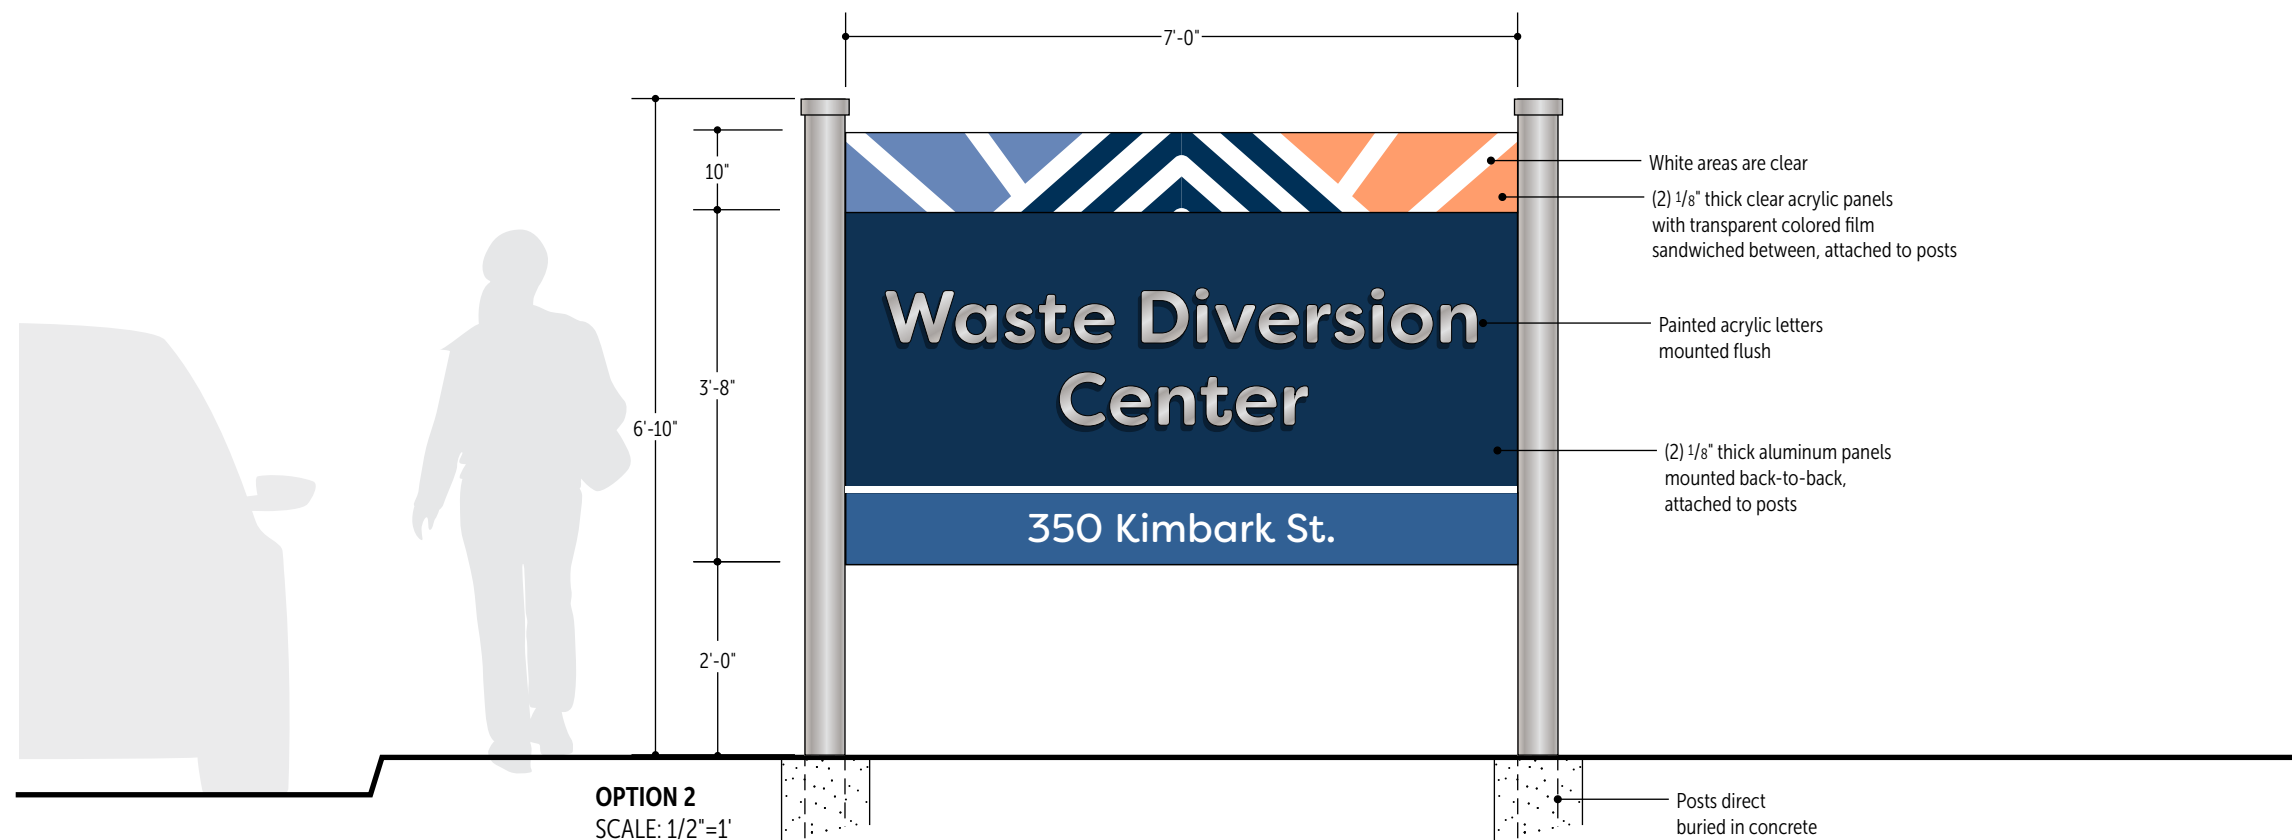 7'-0"
10"
3'-8"
6'-10"
2'-0"
Waste Diversion
Center
350 Kimbark St.
White areas are clear
(2) 1/8" thick clear acrylic panels
with transparent colored film
sandwiched between, attached to posts
Painted acrylic letters
mounted flush
(2) 1/8" thick aluminum panels
mounted back-to-back,
attached to posts
Posts direct
buried in concrete
OPTION 2
SCALE: 1/2"=1'